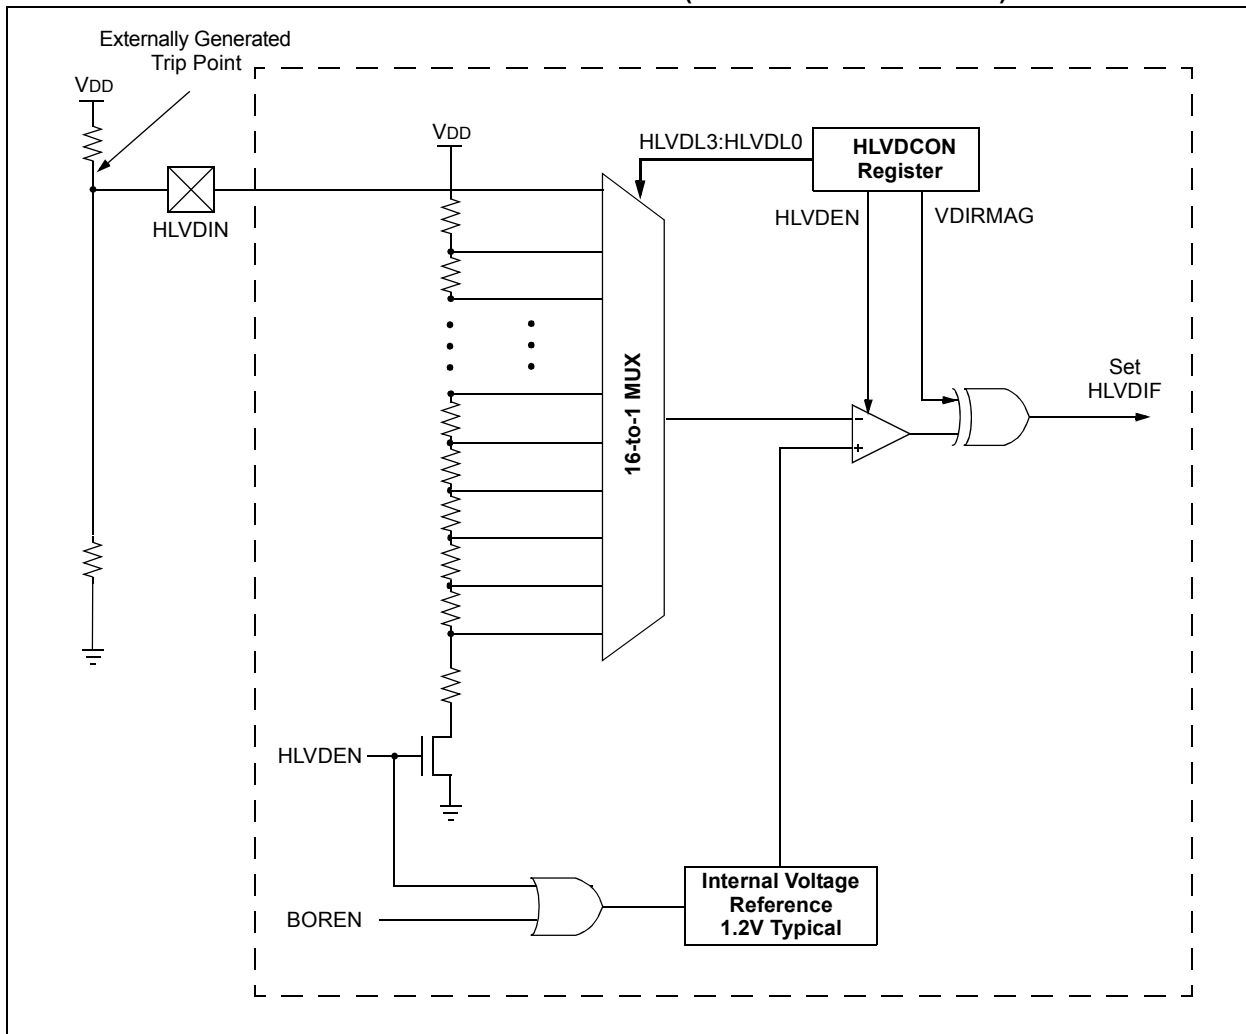 Externally Generated
Trip Point
VDD
VDD
HLVDL3:HLVDL0
HLVDCON
Register
HLVDEN
VDIRMAG
HLVDIN
16-to-1 MUX
Set
HLVDIF
–
+
HLVDEN
BOREN
Internal Voltage
Reference
1.2V Typical